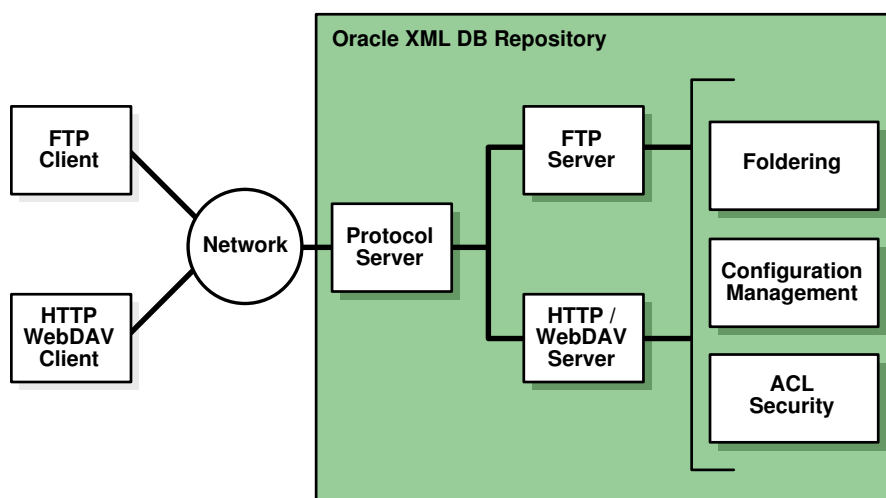 Oracle XML DB Repository
FTP
Client
HTTP
WebDAV
Client
Network
Protocol
Server
FTP
Server
HTTP /
WebDAV
Server
Foldering
Configuration
Management
ACL
Security